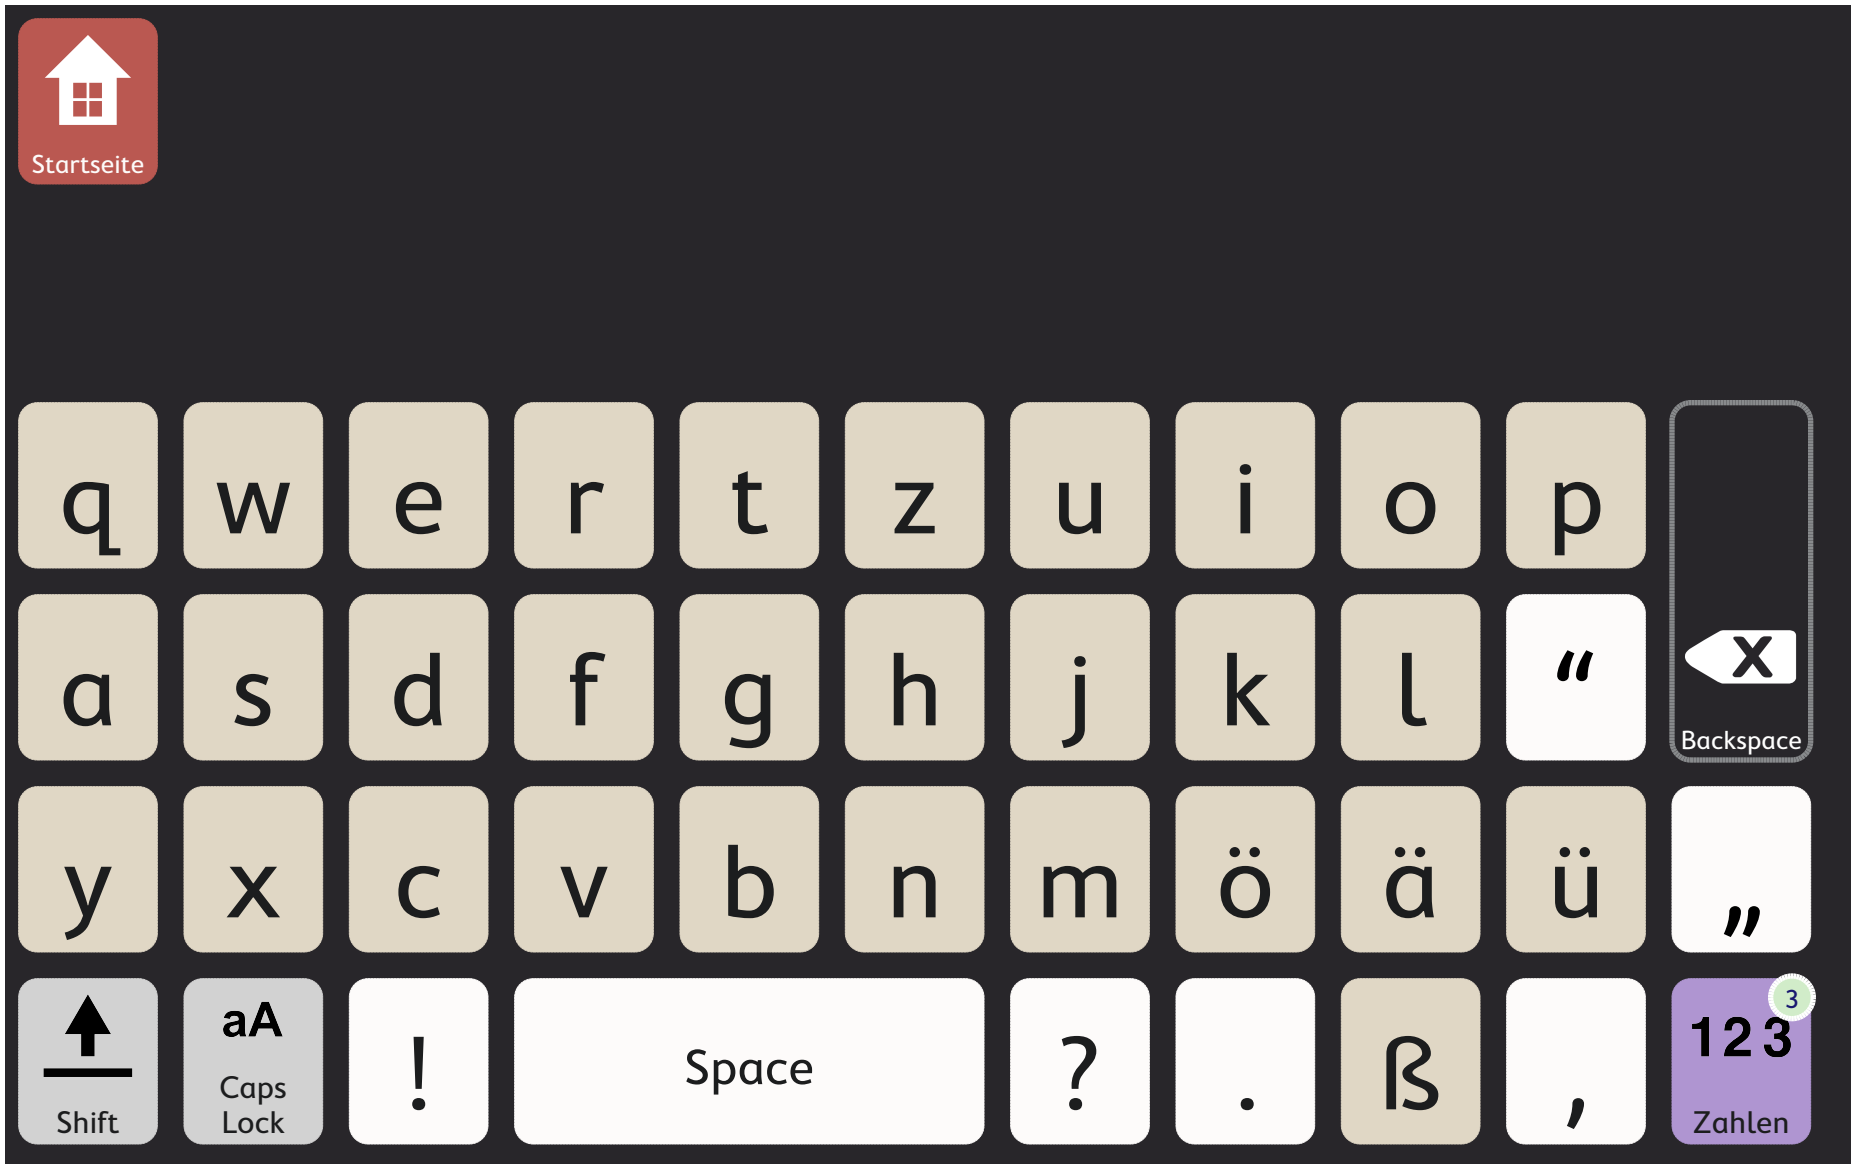 Startseite
q w e r t z u i o p
a s d f g h j k l “ X
Backspace
y x c v b n m ö ä ü „
aA 3
! Space ? . ß , 123
Caps
Shift Lock Zahlen